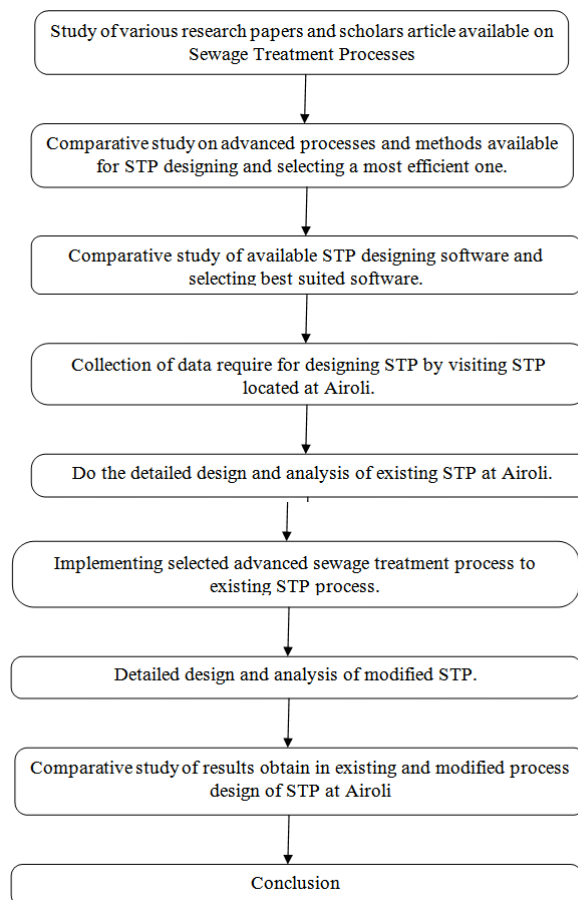 Study of various research papers and scholars article available on
Sewage Treatment Processes
Comparative study on advanced processes and methods available
for STP designing and selecting a most efficient one.
Comparative study of available STP designing software and
selecting best suited software.
Collection of data require for designing STP by visiting STP
located at Airoli.
Do the detailed design and analysis of existing STP at Airoli.
Implementing selected advanced sewage treatment process to
existing STP process.
Detailed design and analysis of modified STP.
Comparative study of results obtain in existing and modified process
design of STP at Airoli
Conclusion